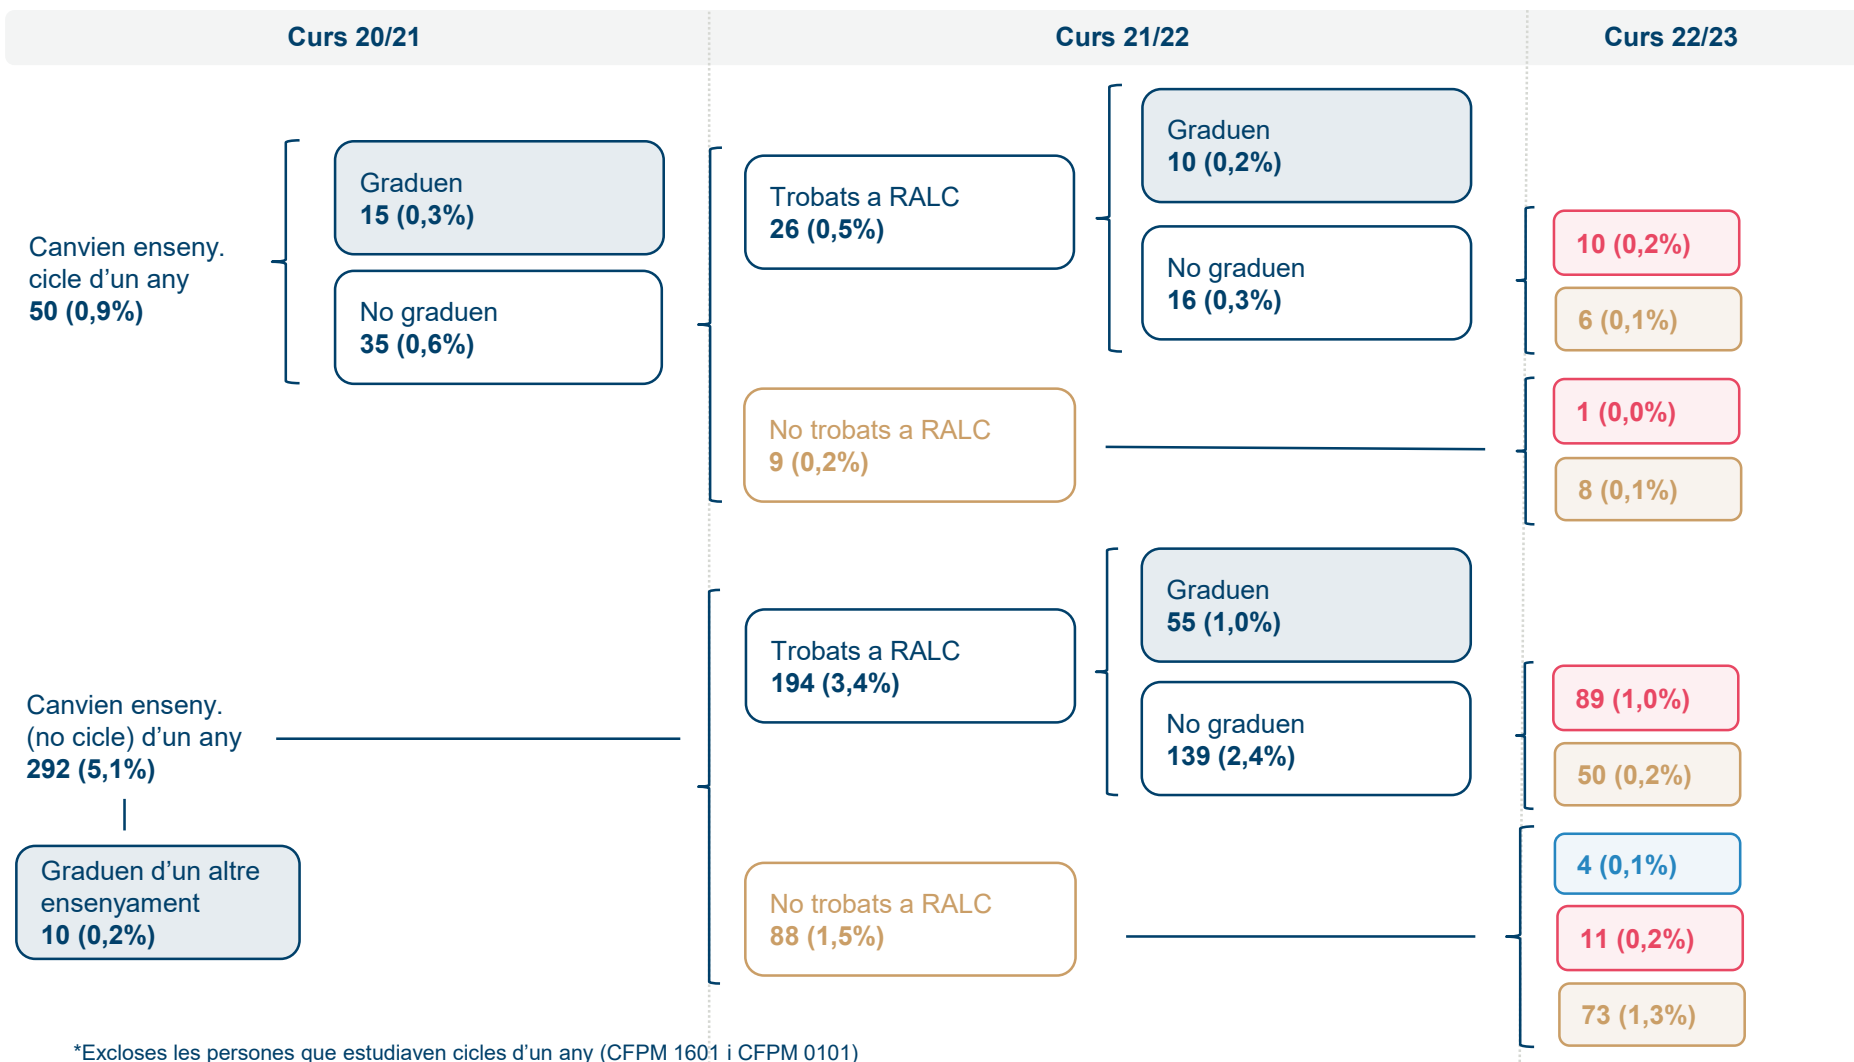 Curs 20/21
Curs 21/22
Curs 22/23
Canvien enseny.
cicle d'un any
50 (0,9%)
Graduen
15 (0,3%)
No graduen
35 (0,6%)
Trobats a RALC
26 (0,5%)
No trobats a RALC
9 (0,2%)
Graduen
10 (0,2%)
No graduen
16 (0,3%)
10 (0,2%)
6 (0,1%)
1 (0,0%)
8 (0,1%)
Canvien enseny.
(no cicle) d'un any
292 (5,1%)
Graduen d'un altre
ensenyament
10 (0,2%)
Trobats a RALC
194 (3,4%)
No trobats a RALC
88 (1,5%)
Graduen
55 (1,0%)
No graduen
139 (2,4%)
89 (1,0%)
50 (0,2%)
4 (0,1%)
11 (0,2%)
73 (1,3%)
*Excloses les persones que estudiaven cicles d'un any (CFPM 1601 i CFPM 0101)